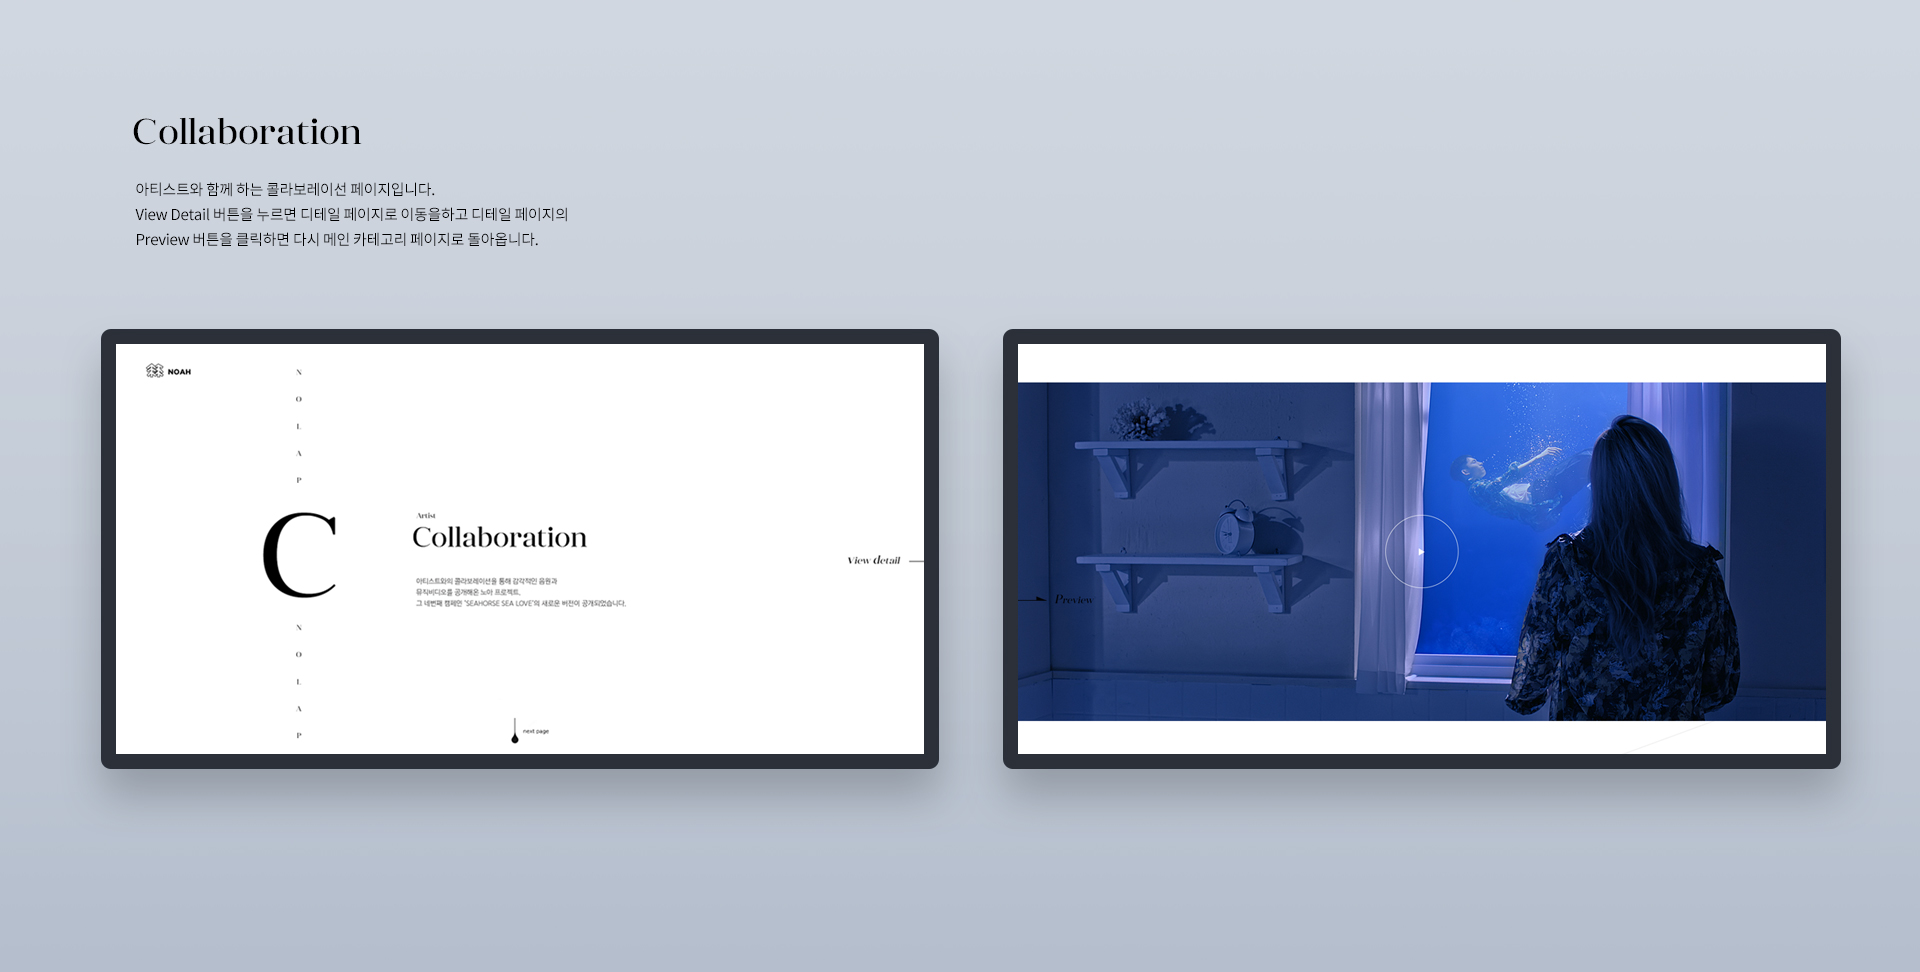 Collaboration
아티스트와 함께 하는 콜라보레이션 페이지입니다.
View Detail 버튼을 누르면 디테일 페이지로 이동을하고 디테일 페이지의
Preview 버튼을 클릭하면 다시 메인 카테고리 페이지로 돌아옵니다.
NOAH
N
O
L
A
P
C
N
O
L
A
P
Artist
Collaboration
아티스트와의 콜라보레이션을 통해 감각적인 음원과
뮤직비디오를 공개해온 노아 프로젝트,
그 네번째 캠페인 'SEAHORSE SEA LOVE'의 새로운 버전이 공개되었습니다.
View detail
next page
Preview